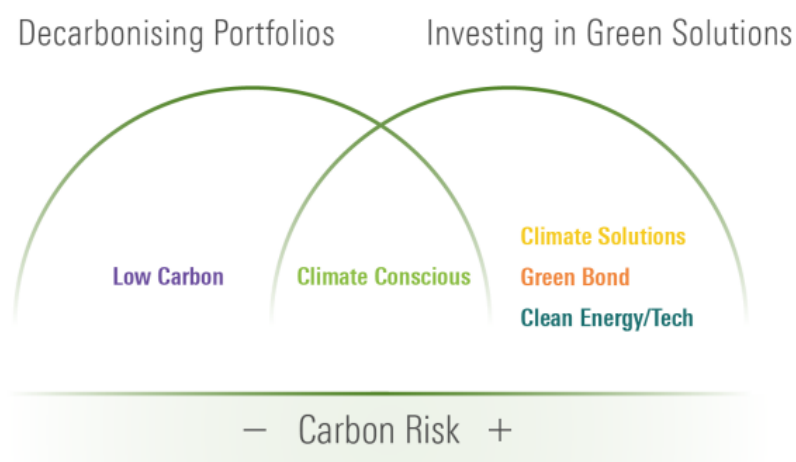 Decarbonising Portfolios
Investing in Green Solutions
Climate Solutions
Low Carbon
Climate Conscious
Green Bond
Clean Energy/Tech
− Carbon Risk +